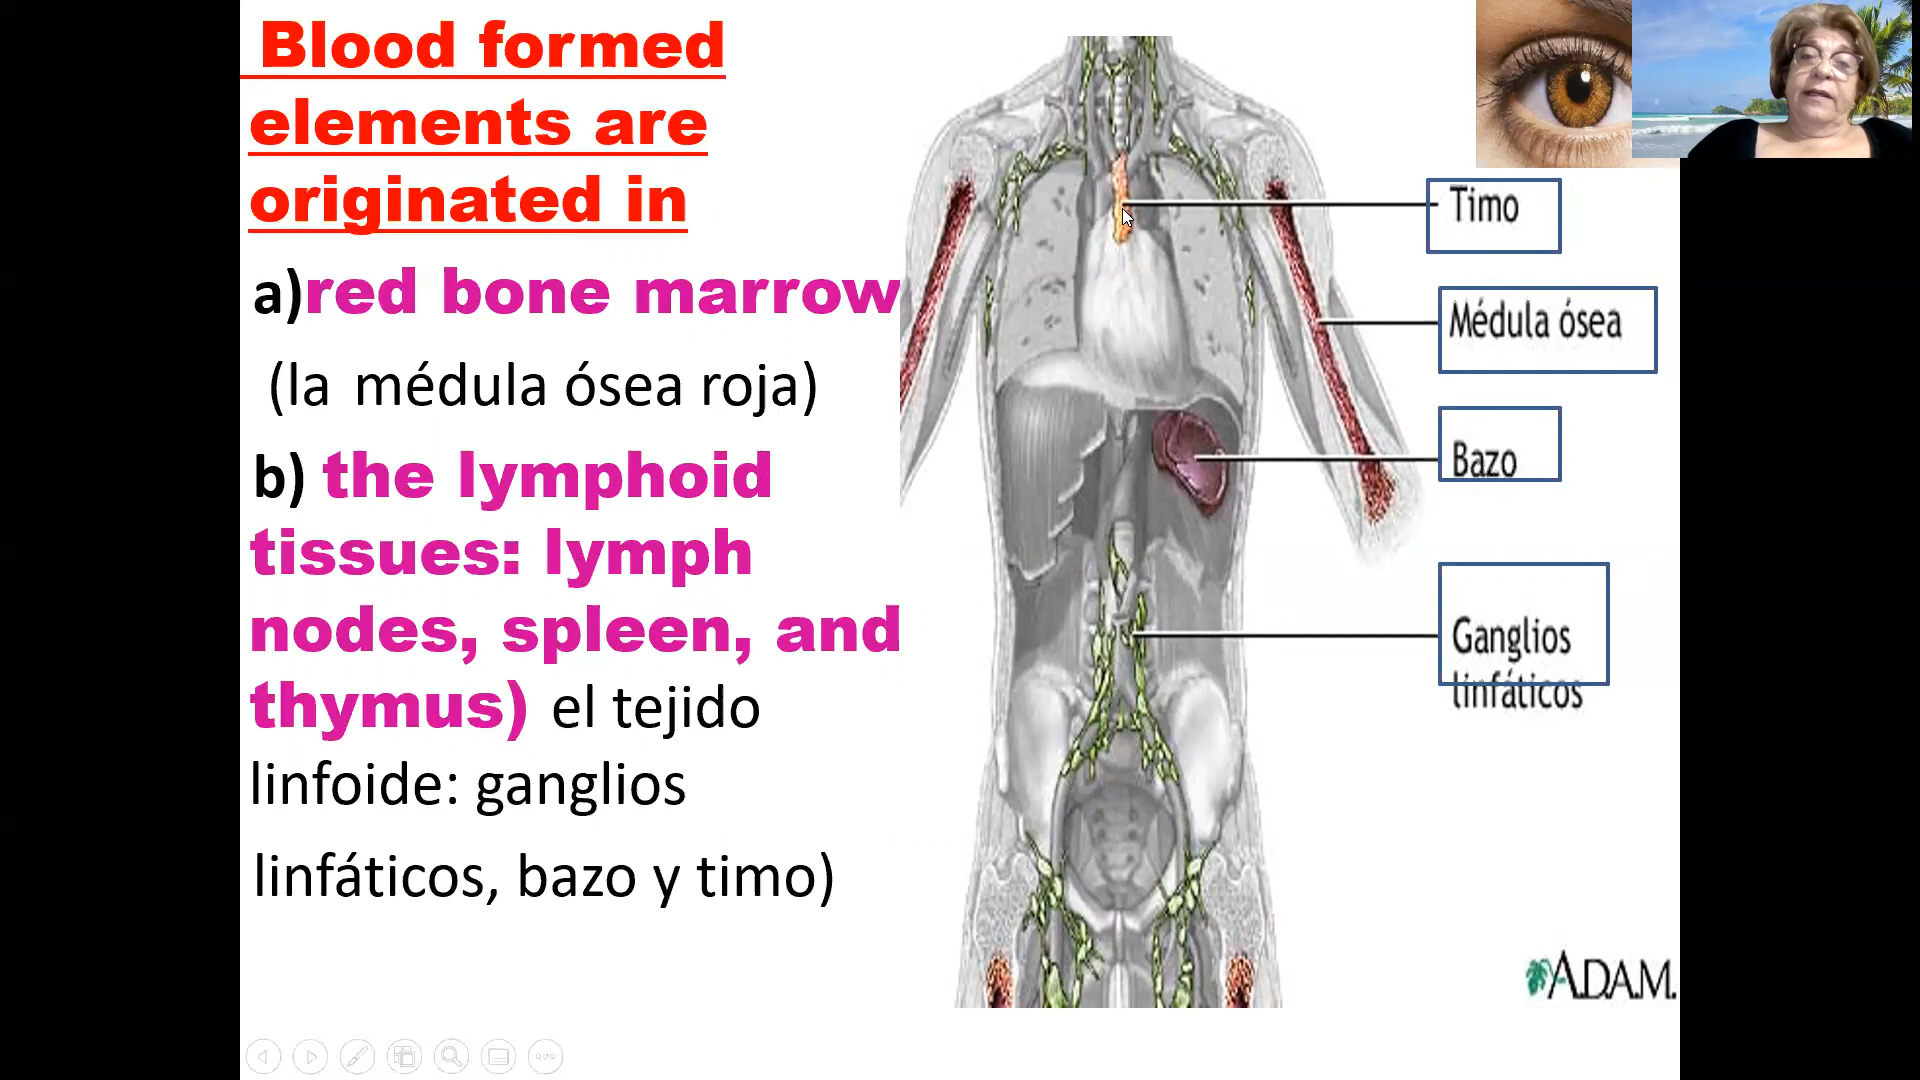 Blood formed
elements are
originated in
a)red bone marrow
(la médula ósea roja)
b) the lymphoid
tissues: lymph
nodes, spleen, and
thymus) el tejido
linfoide: ganglios
linfáticos, bazo y timo)
Timo
Médula ósea
Bazo
Ganglios
linfáticos
A.D.A.M.